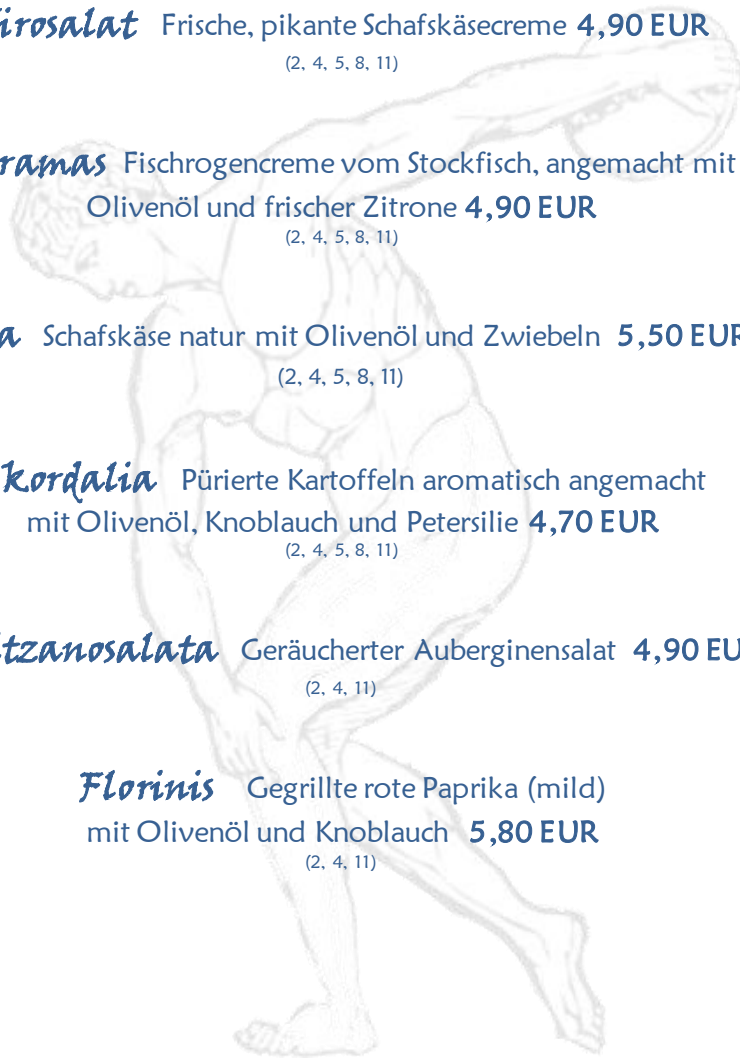 irosalat Frische, pikante Schafskäsecreme 4,90 EUR
(2, 4, 5, 8, 11)
ramas Fischrogencreme vom Stockfisch, angemacht mit
Olivenöl und frischer Zitrone 4,90 EUR
(2, 4, 5, 8, 11)
a Schafskäse natur mit Olivenöl und Zwiebeln 5,50 EUR
(2, 4, 5, 8, 11)
kordalia Pürierte Kartoffeln aromatisch angemacht
mit Olivenöl, Knoblauch und Petersilie 4,70 EUR
(2, 4, 5, 8, 11)
tzanosalata Geräucherter Auberginensalat 4,90 EU
(2, 4, 11)
Florinis Gegrillte rote Paprika (mild)
mit Olivenöl und Knoblauch 5,80 EUR
(2, 4, 11)